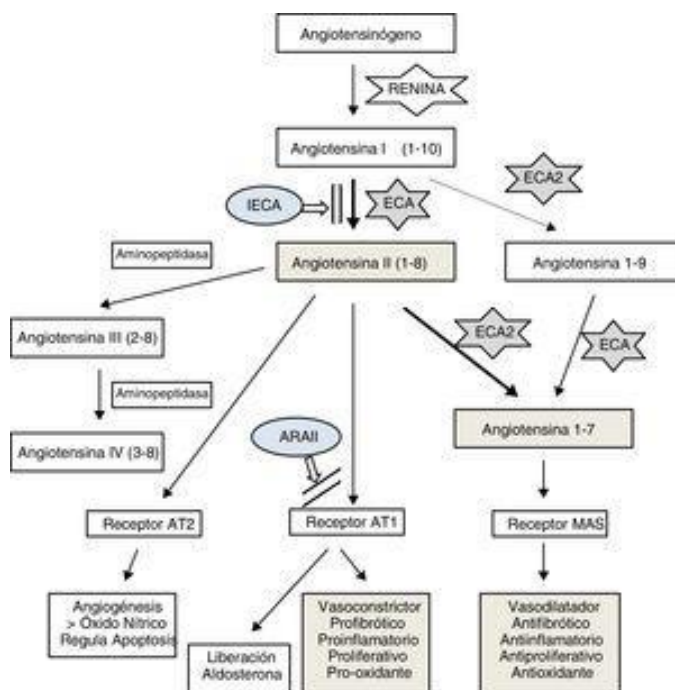 Angiotensinógeno
RENINA
Angiotensina I (1-10)
ECA2
IECA
ECA
Aminopeptidasa
Angiotensina II (1-8)
Angiotensina 1-9
Angiotensina III (2-8)
ECA2
ECA
Aminopeptidasa
Angiotensina 1-7
ARAII
Angiotensina IV (3-8)
Receptor AT2
Receptor AT1
Receptor MAS
Angiogénesis
> Óxido Nítrico
Regula Apoptosis
Liberación
Aldosterona
Vasoconstrictor
Profibrótico
Proinflamatorio
Proliferativo
Pro-oxidante
Vasodilatador
Antifibrótico
Antiinflamatorio
Antiproliferativo
Antioxidante